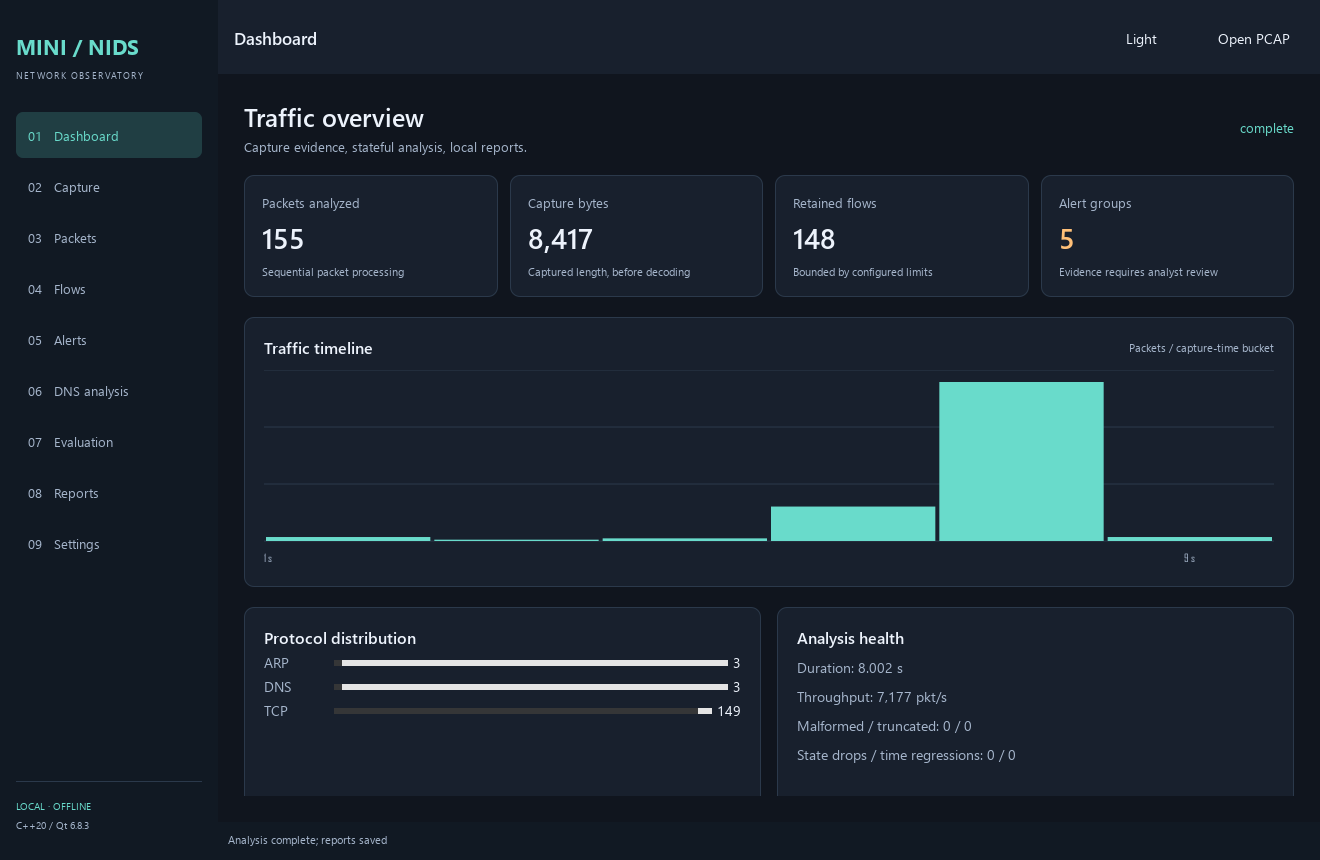 MINI / NIDS
NETWORK OBSERVATORY
01 Dashboard
02 Capture
03 Packets
04 Flows
05 Alerts
06 DNS analysis
07 Evaluation
08 Reports
09 Settings
LOCAL · OFFLINE
C++20 / Qt 6.8.3
Dashboard
Light
Open PCAP
Traffic overview
Capture evidence, stateful analysis, local reports.
complete
Packets analyzed
155
Sequential packet processing
Capture bytes
8,417
Captured length, before decoding
Retained flows
148
Bounded by configured limits
Alert groups
5
Evidence requires analyst review
Traffic timeline
Packets / capture-time bucket
1 s
9 s
Protocol distribution
ARP 3
DNS 3
TCP 149
Analysis health
Duration: 8.002 s
Throughput: 7,177 pkt/s
Malformed / truncated: 0 / 0
State drops / time regressions: 0 / 0
Analysis complete; reports saved